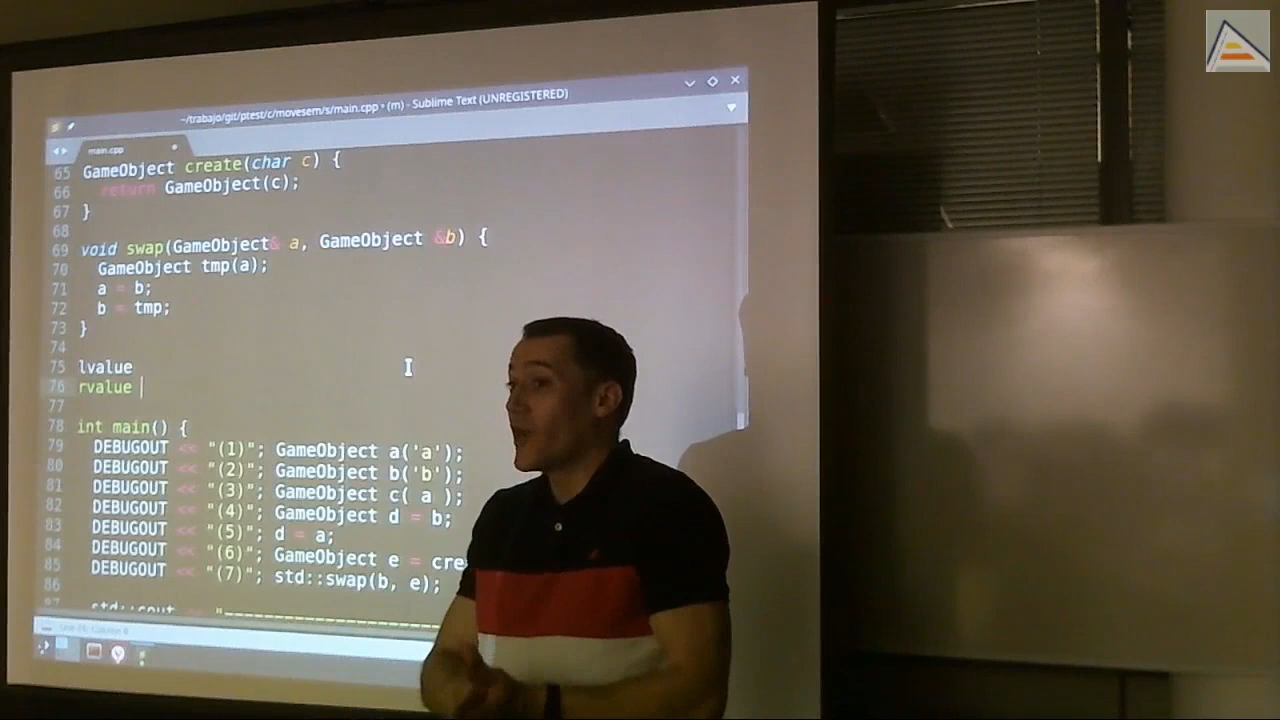 ~/trabajo/git/ptest/c/movesem/s/main.cpp • (m) - Sublime Text (UNREGISTERED)
main.cpp
65 GameObject create(char c) {
66 return GameObject(c);
67 }
68
69 void swap(GameObject& a, GameObject &b) {
70 GameObject tmp(a);
71 a = b;
72 b = tmp;
73 }
74
75 lvalue
76 rvalue
77
78 int main() {
79 DEBUGOUT << "(1)"; GameObject a('a');
80 DEBUGOUT << "(2)"; GameObject b('b');
81 DEBUGOUT << "(3)"; GameObject c( a );
82 DEBUGOUT << "(4)"; GameObject d = b;
83 DEBUGOUT << "(5)"; d = a;
84 DEBUGOUT << "(6)"; GameObject e = cre
85 DEBUGOUT << "(7)"; std::swap(b, e);
86
87 std::cout << "